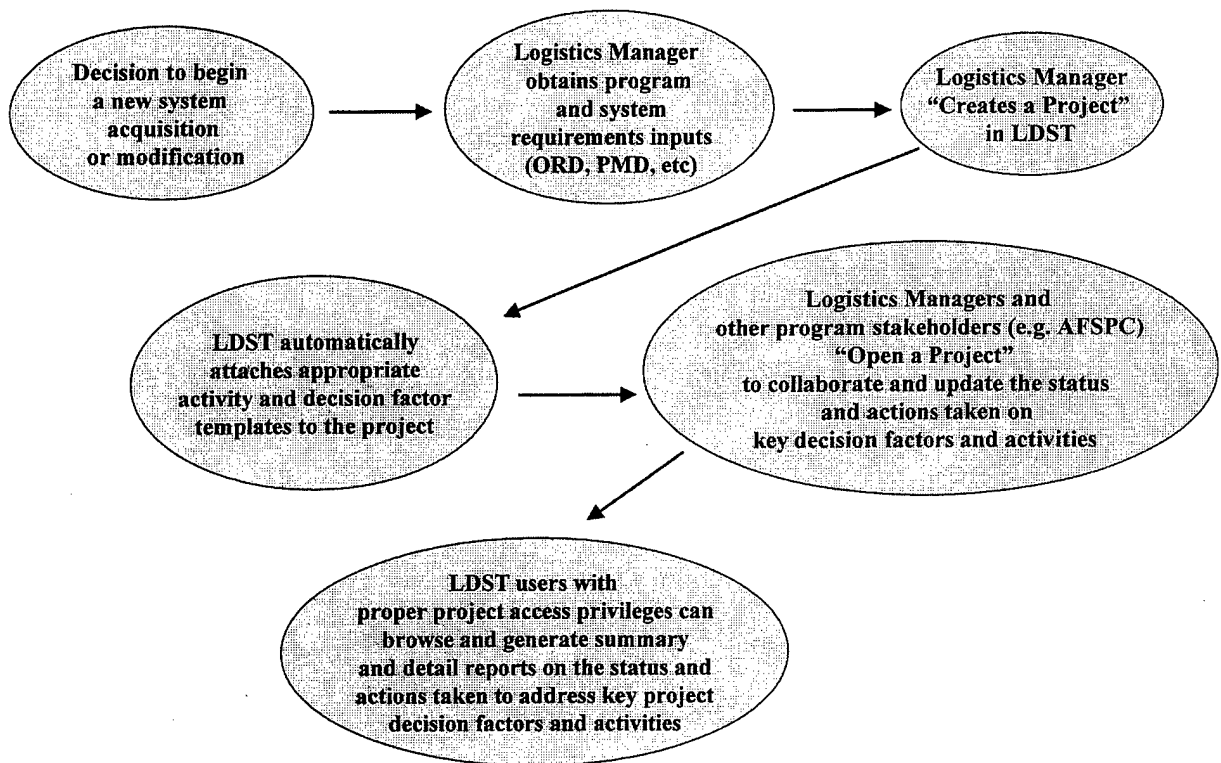 Decision to begin
a new system
acquisition
or modification
Logistics Manager
obtains program
and system
requirements inputs
(ORD, PMD, etc)
Logistics Manager
“Creates a Project”
in LDST
LDST automatically
attaches appropriate
activity and decision factor
templates to the project
Logistics Managers and
other program stakeholders (e.g. AFSPC)
“Open a Project”
to collaborate and update the status
and actions taken on
key decision factors and activities
LDST users with
proper project access privileges can
browse and generate summary
and detail reports on the status and
actions taken to address key project
decision factors and activities